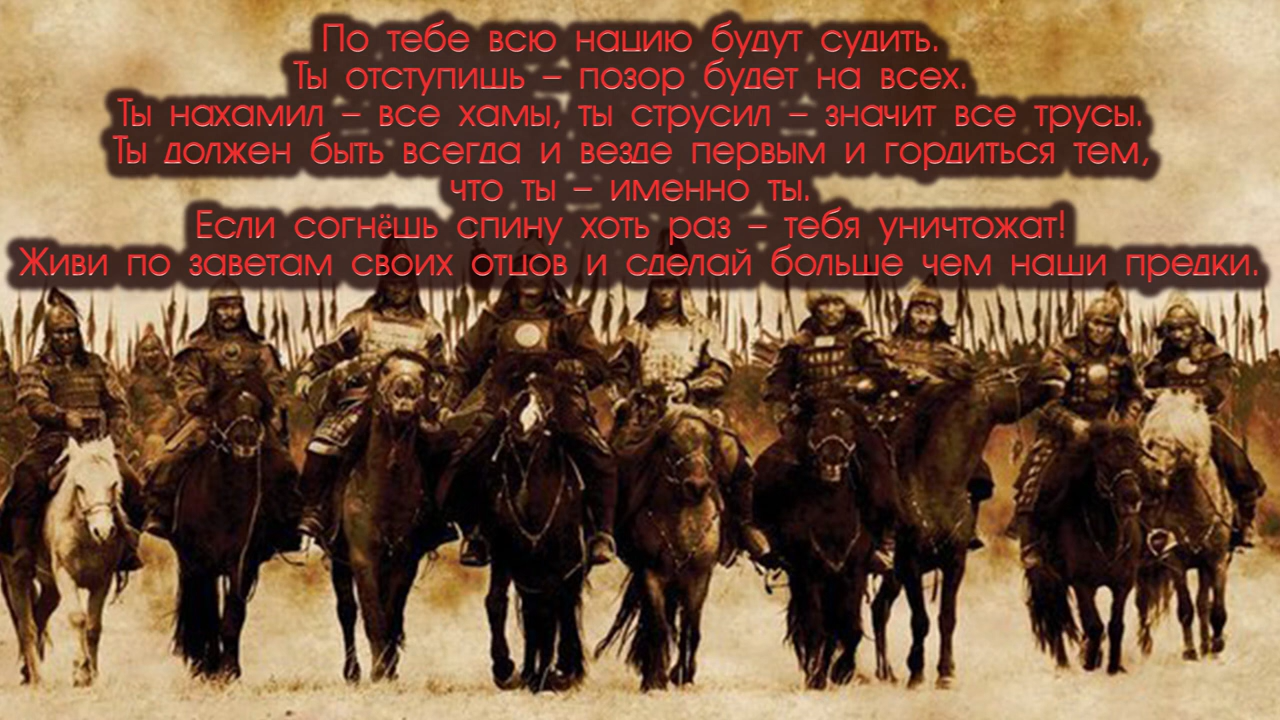 По тебе всю нацию будут судить.
Ты отступишь – позор будет на всех.
Ты нахамил – все хамы, ты струсил – значит все трусы.
Ты должен быть всегда и везде первым и гордиться тем,
что ты – именно ты.
Если согнёшь спину хоть раз – тебя уничтожат!
Живи по заветам своих отцов и сделай больше чем наши предки.